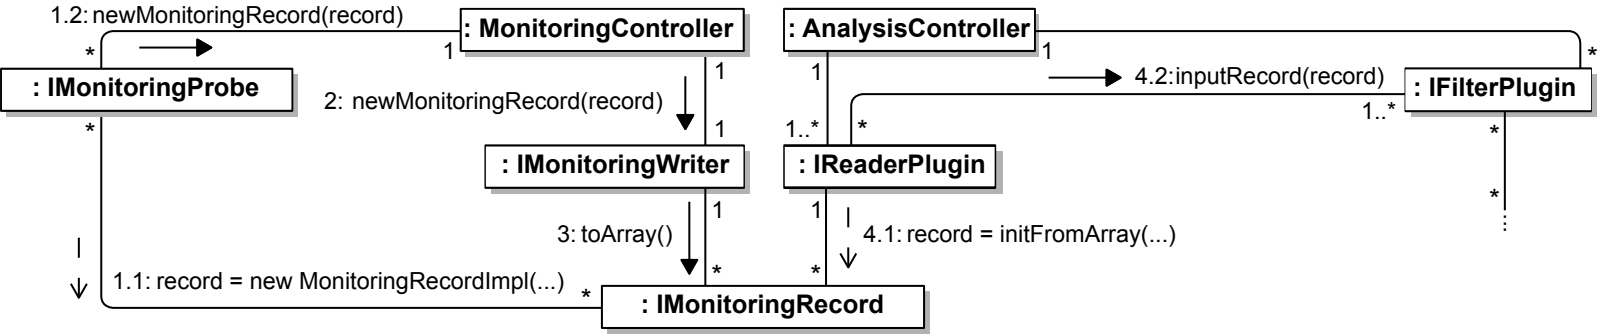 1.2: newMonitoringRecord(record)
: MonitoringController
: AnalysisController
* 1 1 *
: IMonitoringProbe
1 1
4.2:inputRecord(record)
: IFilterPlugin
2: newMonitoringRecord(record)
1..*
* 1 1..* * *
: IMonitoringWriter
: IReaderPlugin
*
1 1
3: toArray()
4.1: record = initFromArray(...)
* *
1.1: record = new MonitoringRecordImpl(...)
*
: IMonitoringRecord